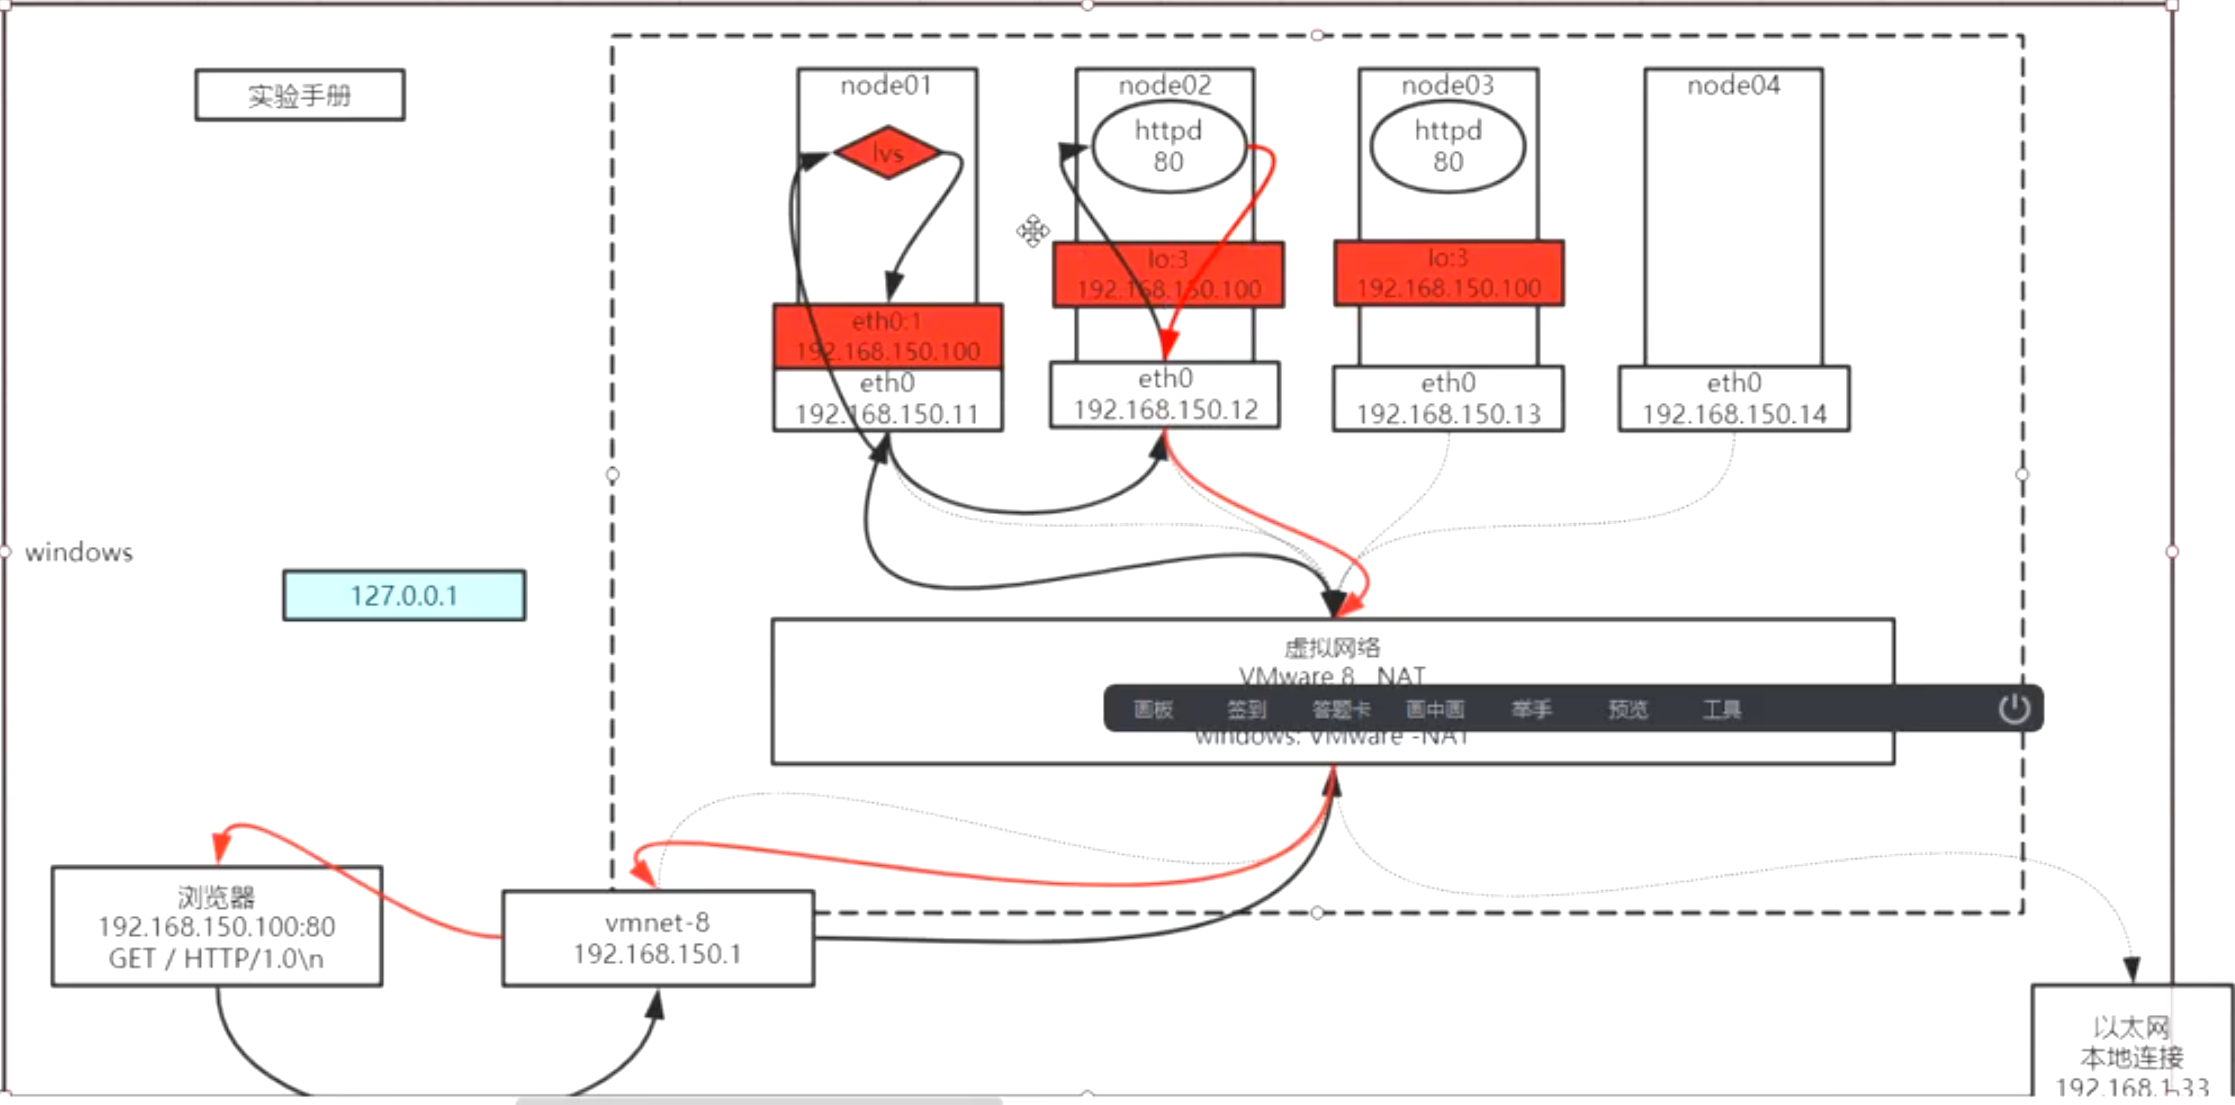 实验手册
node01
lvs
eth0:1
192.168.150.100
eth0
192.168.150.11
node02
httpd
80
lo:3
192.168.150.100
eth0
192.168.150.12
node03
httpd
80
lo:3
192.168.150.100
eth0
192.168.150.13
node04
eth0
192.168.150.14
windows
127.0.0.1
虚拟网络
VMware 8 NAT
画板 签到 答题卡 画中画 举手 预览 工具
windows: VMware -NAT
浏览器
192.168.150.100:80
GET / HTTP/1.0\n
vmnet-8
192.168.150.1
以太网
本地连接
192.168.1.33